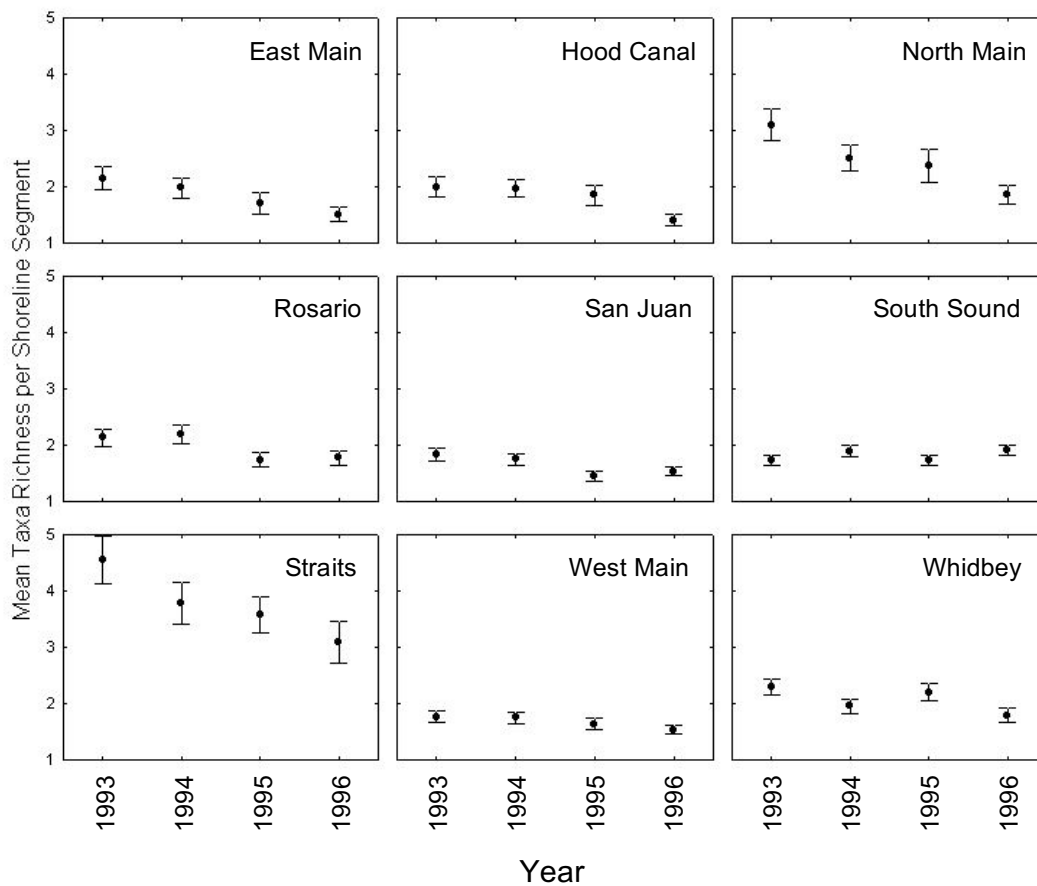 Mean Taxa Richness per Shoreline Segment
East Main
Hood Canal
North Main
5
4
3
2
1
Rosario
San Juan
South Sound
5
4
3
2
1
Straits
West Main
Whidbey
5
4
3
2
1
1993 1994 1995 1996 1993 1994 1995 1996 1993 1994 1995 1996
Year